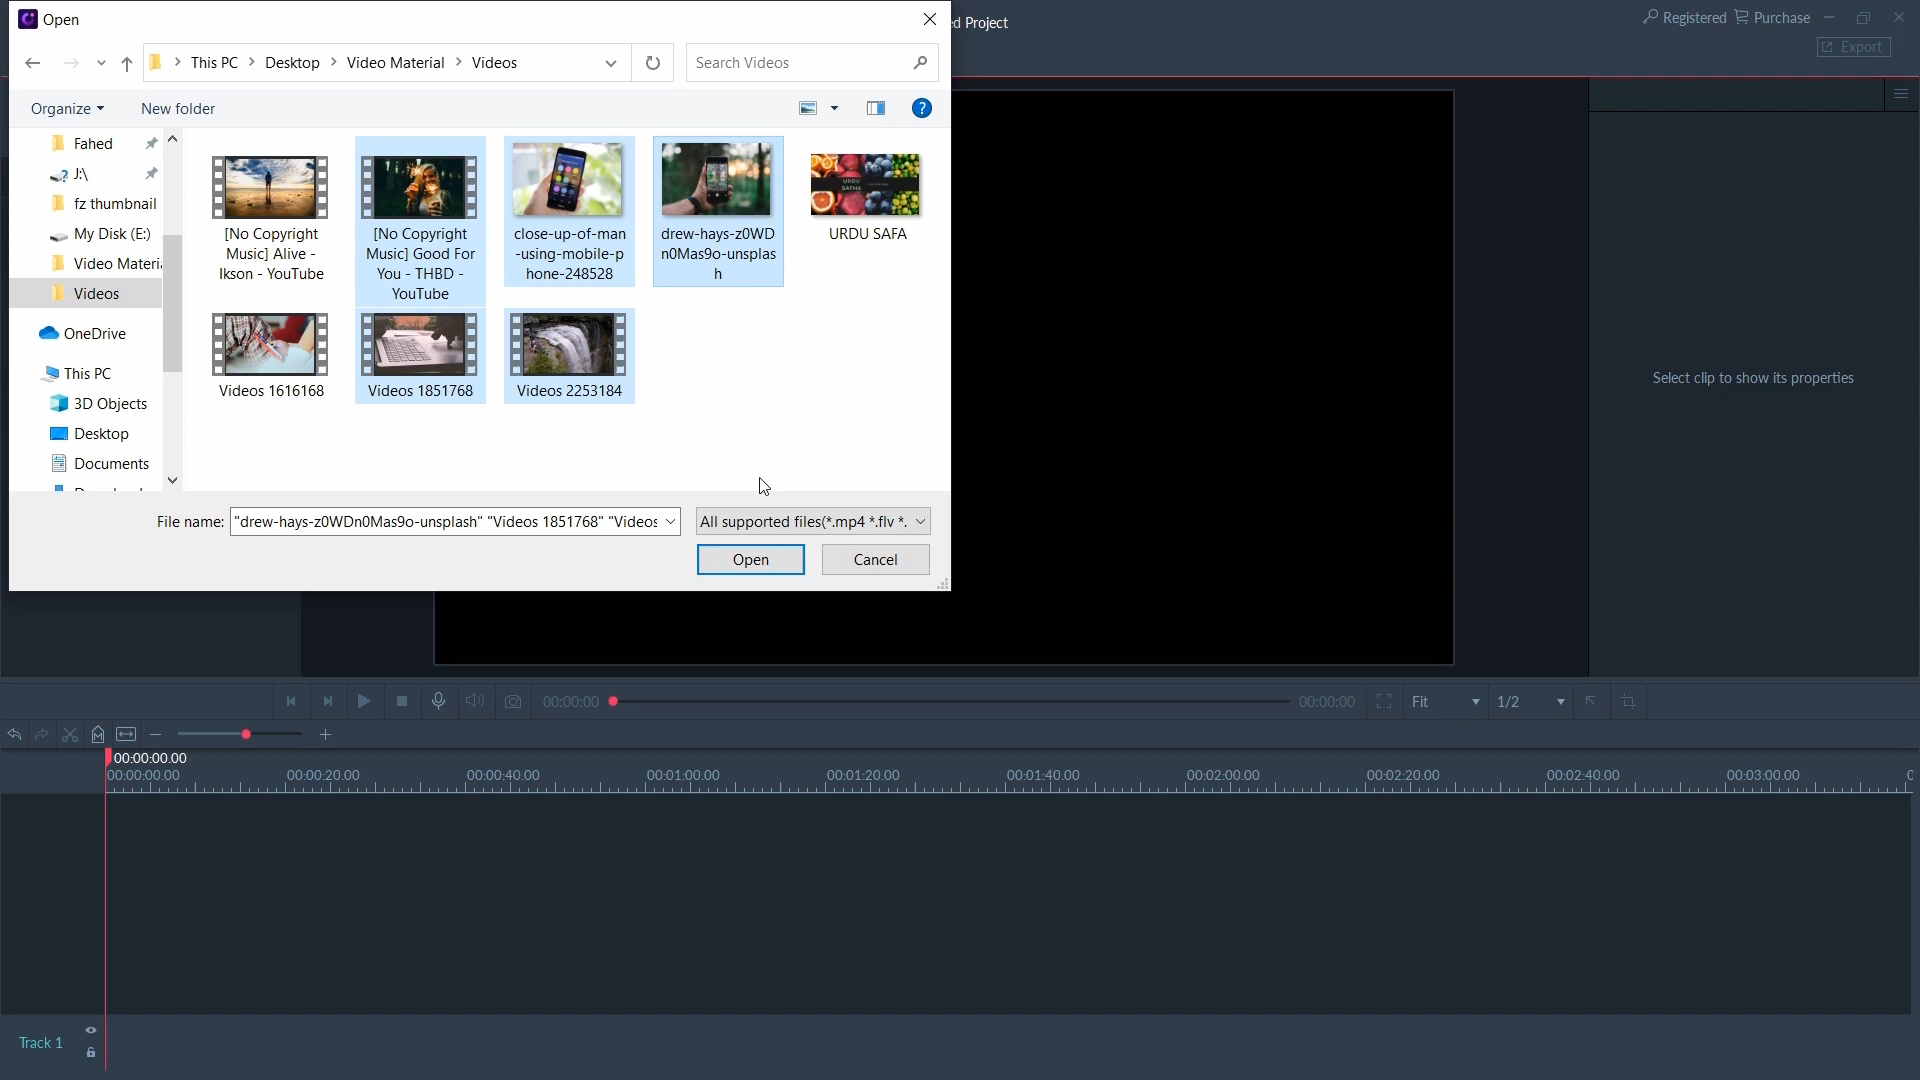 Open
ed Project
Registered
Purchase
Export
This PC > Desktop > Video Material > Videos
Search Videos
Organize
New folder
Fahed
J:\
fz thumbnail
My Disk (E:)
Video Materi
Videos
OneDrive
This PC
3D Objects
Desktop
Documents
[No Copyright
Music] Alive -
Ikson - YouTube
[No Copyright
Music] Good For
You - THBD -
YouTube
close-up-of-man
-using-mobile-p
hone-248528
drew-hays-z0WD
n0Mas9o-unsplas
h
URDU
SAFHA
URDU SAFA
Videos 1616168
Videos 1851768
Videos 2253184
File name:
"drew-hays-z0WDn0Mas9o-unsplash" "Videos 1851768" "Videos
All supported files(*.mp4 *.flv *.
Open
Cancel
Select clip to show its properties
00:00:00
00:00:00
Fit
1/2
00:00:00.00
00:00:00.00
00:00:20.00
00:00:40.00
00:01:00.00
00:01:20.00
00:01:40.00
00:02:00.00
00:02:20.00
00:02:40.00
00:03:00.00
Track 1